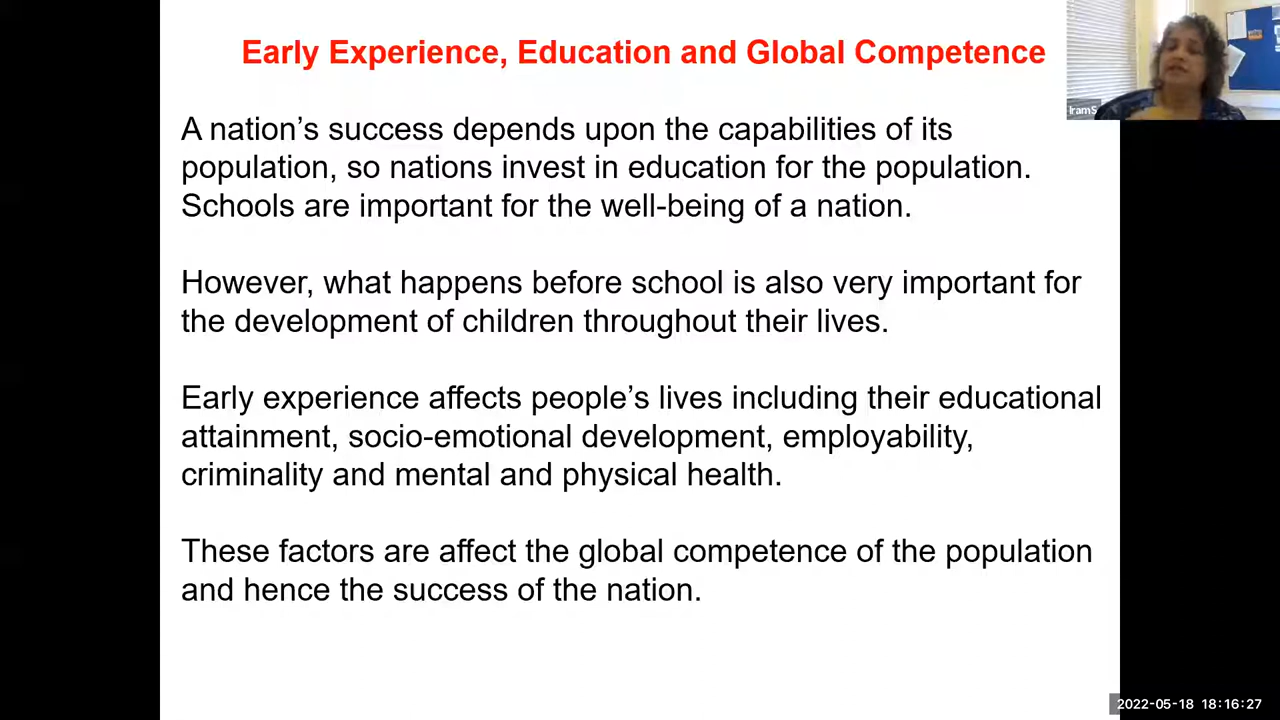 Early Experience, Education and Global Competence
A nation’s success depends upon the capabilities of its
population, so nations invest in education for the population.
Schools are important for the well-being of a nation.
However, what happens before school is also very important for
the development of children throughout their lives.
Early experience affects people’s lives including their educational
attainment, socio-emotional development, employability,
criminality and mental and physical health.
These factors are affect the global competence of the population
and hence the success of the nation.
Iram S
2022-05-18 18:16:27